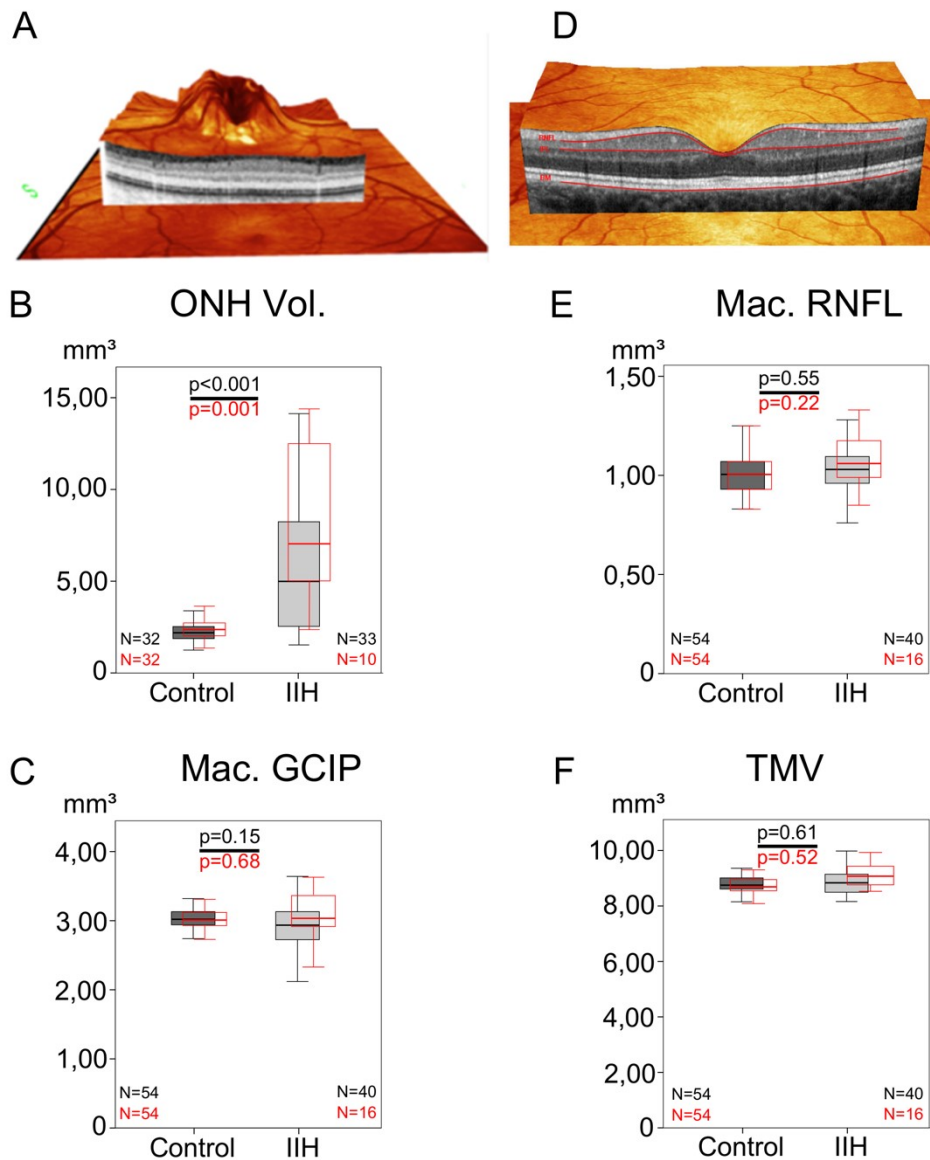 A
D
S
RNFL
BM
B
ONH Vol.
mm³
15,00
10,00
5,00
0
p<0.001
p=0.001
N=32
N=32
N=33
N=10
Control
IIH
E
Mac. RNFL
mm³
1,50
1,00
0,50
0
p=0.55
p=0.22
N=54
N=54
N=40
N=16
Control
IIH
C
Mac. GCIP
mm³
4,00
3,00
2,00
1,00
0
p=0.15
p=0.68
N=54
N=54
N=40
N=16
Control
IIH
F
TMV
mm³
10,00
8,00
6,00
4,00
2,00
0
p=0.61
p=0.52
N=54
N=54
N=40
N=16
Control
IIH